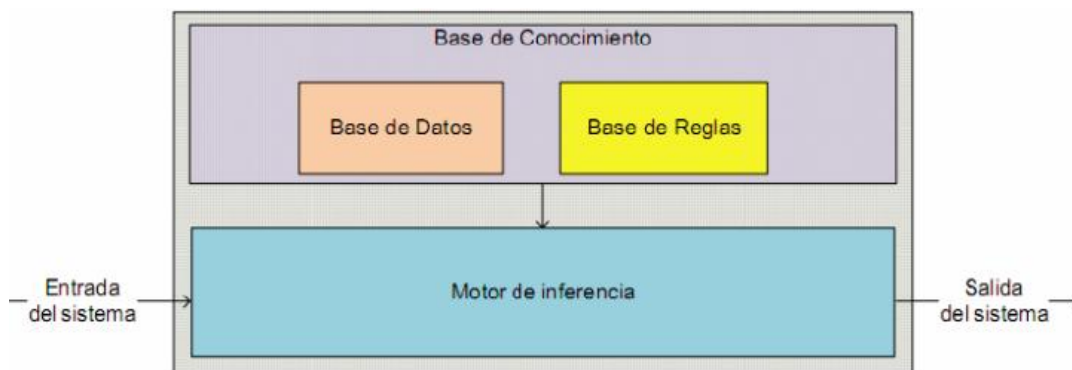 Base de Conocimiento
Base de Datos
Base de Reglas
Entrada
del sistema
Motor de inferencia
Salida
del sistema